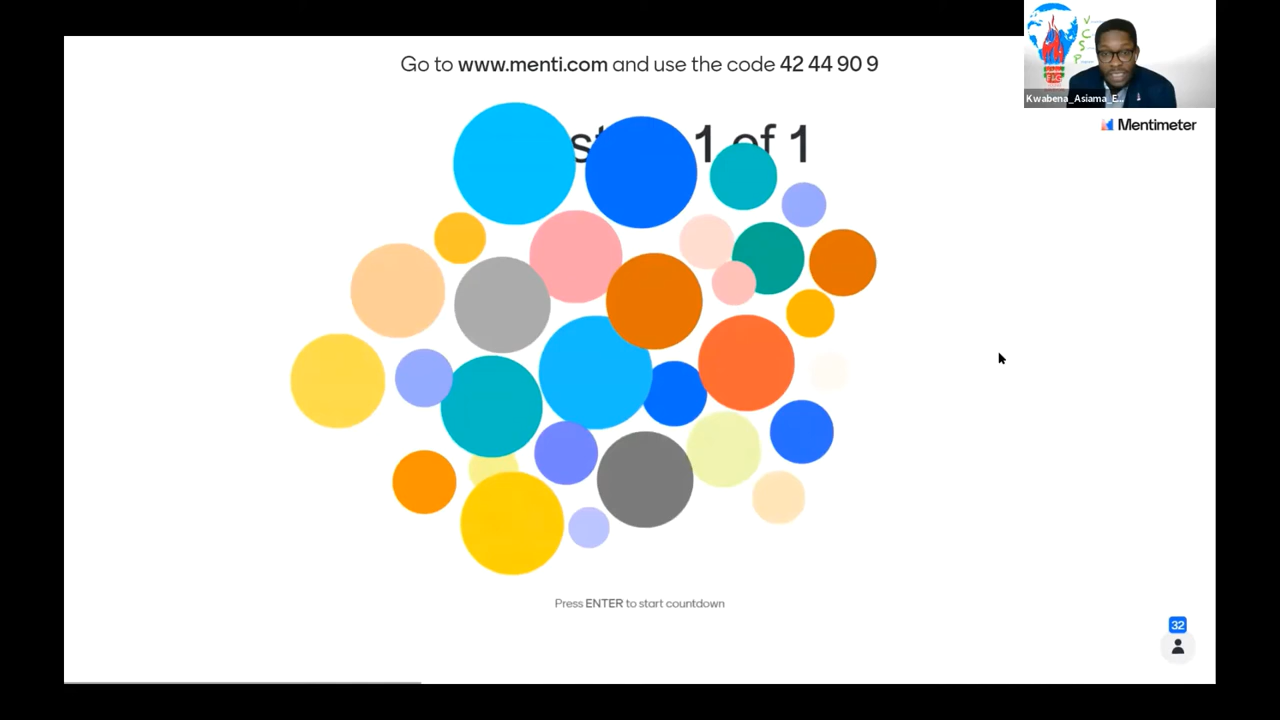 Go to www.menti.com and use the code 42 44 90 9
V
C
S
P
Kwabena_Asiama_E...
Mentimeter
1 of 1
Press ENTER to start countdown
32